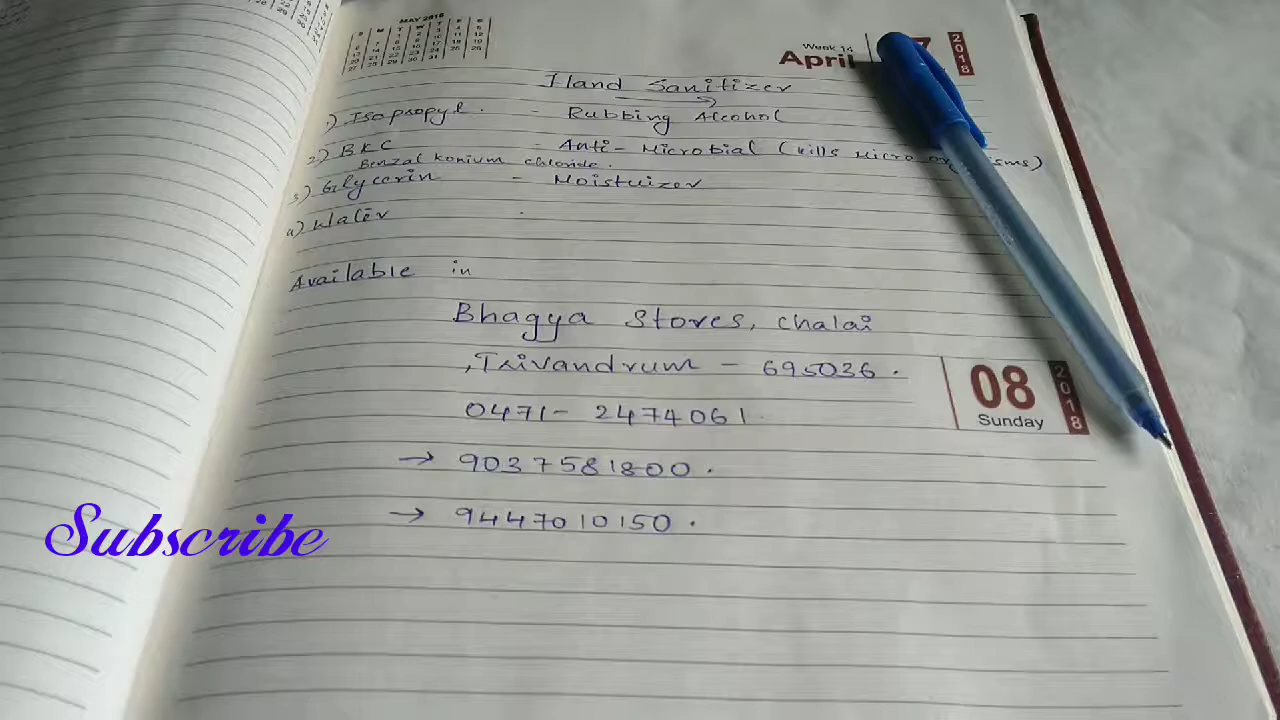 MAY 2018
Week 14
April 7
2018
Hand Sanitizer
1) Isopropyl. - Rubbing Alcohol
2) BKC - Anti-Microbial (kills Micro
Benzal konium chloride.
3) Glycerin - Moistuizer
4) Water
Available in
Bhagya Stores, Chalai
, Trivandrum - 695036.
08
Sunday
2018
0471- 2474061.
→ 9037581800.
→ 9447010150.
Subscribe